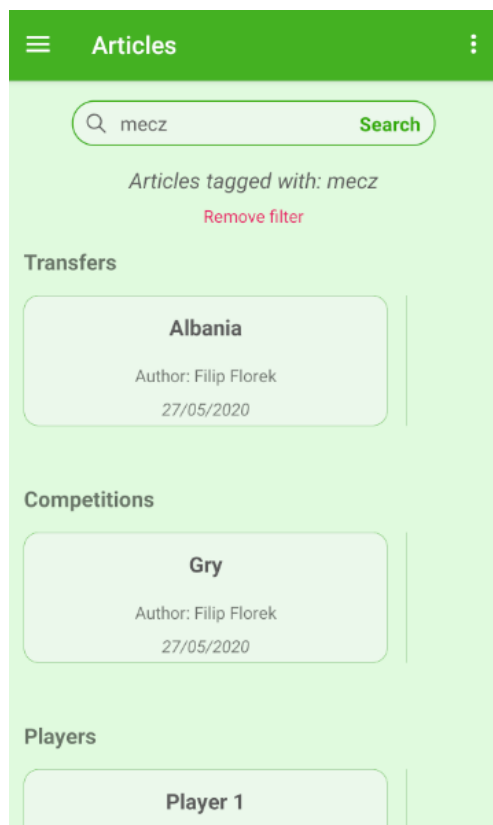 Articles
mecz Search
Articles tagged with: mecz
Remove filter
Transfers
Albania
Author: Filip Florek
27/05/2020
Competitions
Gry
Author: Filip Florek
27/05/2020
Players
Player 1